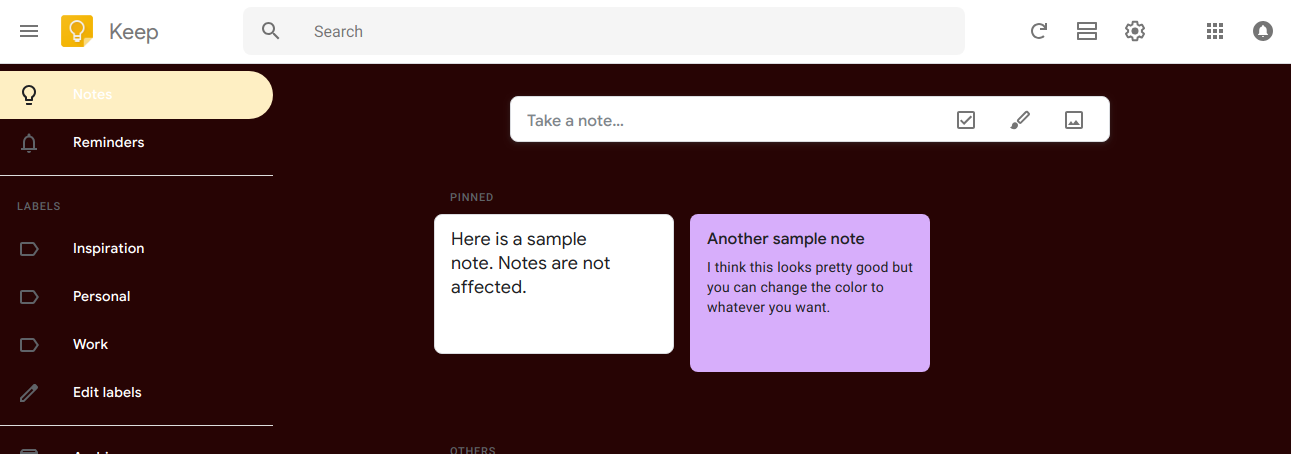 Keep
Search
Notes
Take a note...
Reminders
PINNED
LABELS
Here is a sample
note. Notes are not
affected.
Another sample note
I think this looks pretty good but
you can change the color to
whatever you want.
Inspiration
Personal
Work
Edit labels
OTHERS